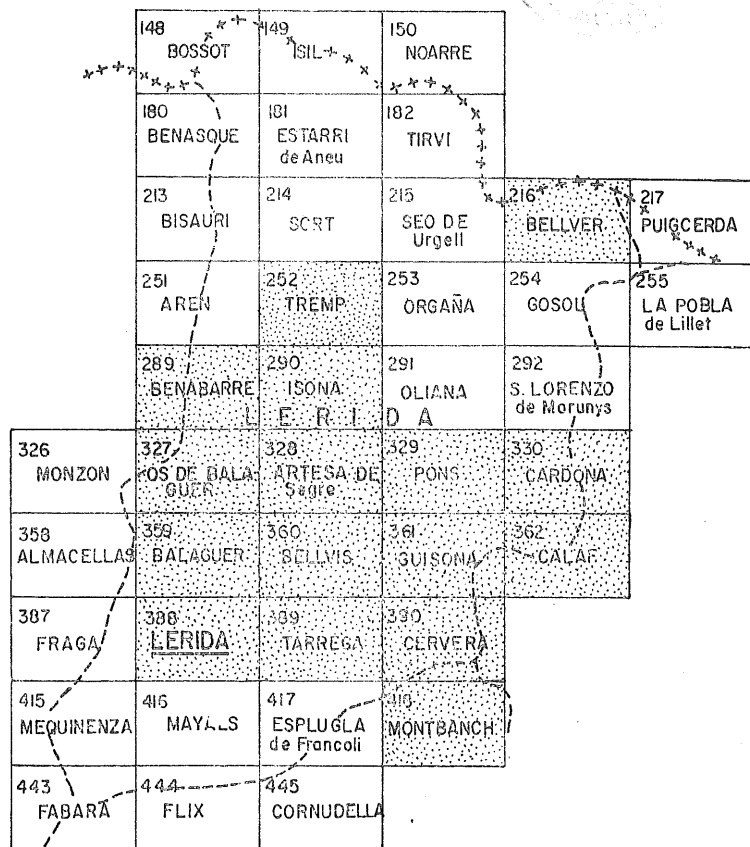 148 149 150
BOSSOT ISIL NOARRE
180 181 182
BENASQUE ESTARRI TIRVI
de Aneu
213 214 215 216 217
BISAURI SORT SEO DE BELLVER PUIGCERDA
Urgell
251 252 253 254 255
AREN TREMP ORGAÑA GOSOL LA POBLA
de Lillet
289 290 291 292
BENABARRE ISONA OLIANA S. LORENZO
de Morunys
LERIDA
326 327 328 329 330
MONZON OS DE BALA- ARTESA DE PONS CARDONA
GUER Segre
358 359 360 361 362
ALMACELLAS BALAGUER BELLVIS GUISONA CALAF
387 388 389 390
FRAGA LERIDA TARREGA CERVERA
415 416 417 418
MEQUINENZA MAYALS ESPLUGLA MONTBANCH
de Francoli
443 444 445
FABARA FLIX CORNUDELLA